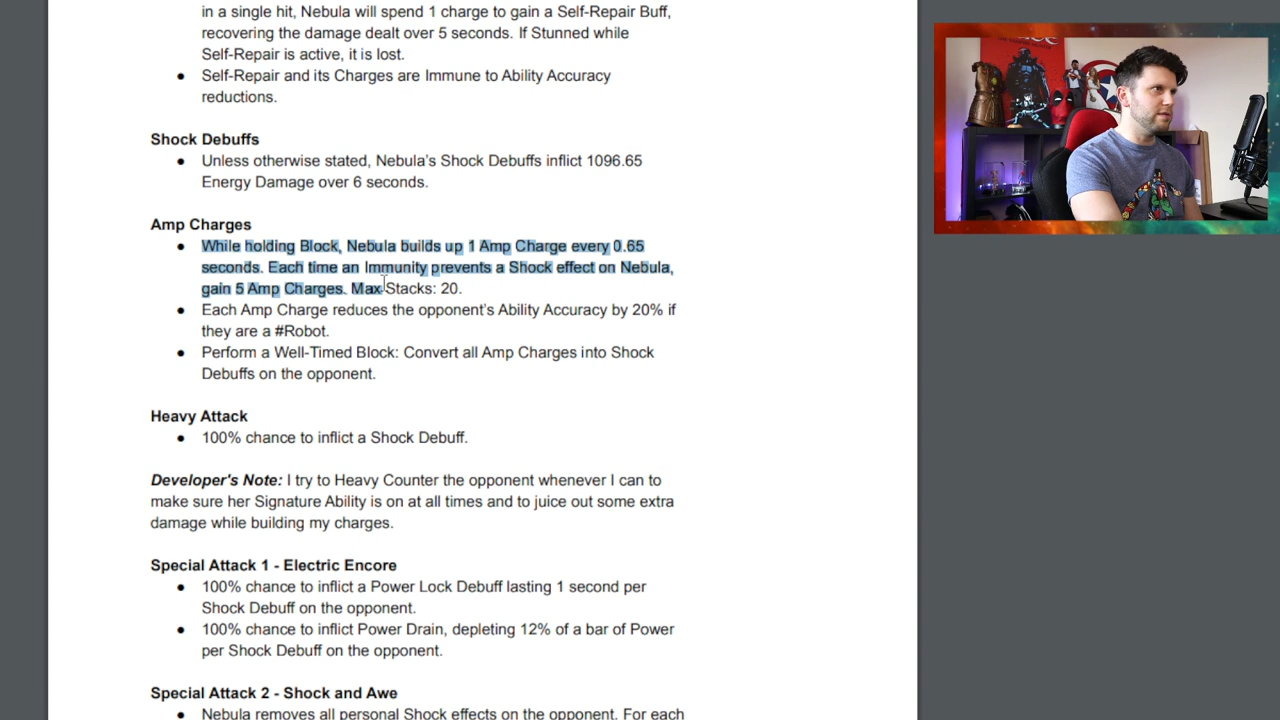 in a single hit, Nebula will spend 1 charge to gain a Self-Repair Buff,
recovering the damage dealt over 5 seconds. If Stunned while
Self-Repair is active, it is lost.
● Self-Repair and its Charges are Immune to Ability Accuracy
reductions.
Shock Debuffs
● Unless otherwise stated, Nebula's Shock Debuffs inflict 1096.65
Energy Damage over 6 seconds.
Amp Charges
● While holding Block, Nebula builds up 1 Amp Charge every 0.65
seconds. Each time an Immunity prevents a Shock effect on Nebula,
gain 5 Amp Charges. Max Stacks: 20.
● Each Amp Charge reduces the opponent's Ability Accuracy by 20% if
they are a #Robot.
● Perform a Well-Timed Block: Convert all Amp Charges into Shock
Debuffs on the opponent.
Heavy Attack
● 100% chance to inflict a Shock Debuff.
Developer's Note: I try to Heavy Counter the opponent whenever I can to
make sure her Signature Ability is on at all times and to juice out some extra
damage while building my charges.
Special Attack 1 - Electric Encore
● 100% chance to inflict a Power Lock Debuff lasting 1 second per
Shock Debuff on the opponent.
● 100% chance to inflict Power Drain, depleting 12% of a bar of Power
per Shock Debuff on the opponent.
Special Attack 2 - Shock and Awe
● Nebula removes all personal Shock effects on the opponent. For each